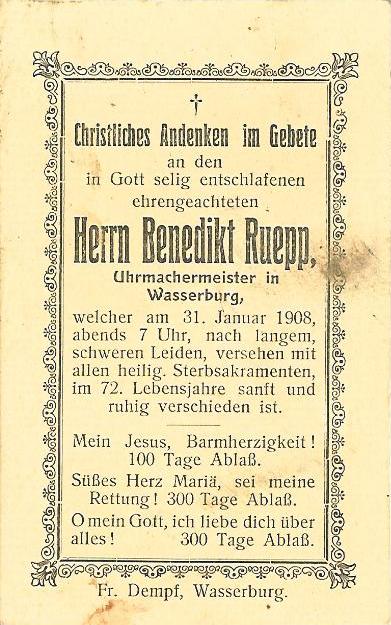 †
Christliches Andenken im Gebete
an den
in Gott selig entschlafenen
ehrengeachteten
Herrn Benedikt Ruepp,
Uhrmachermeister in
Wasserburg,
welcher am 31. Januar 1908,
abends 7 Uhr, nach langem,
schweren Leiden, versehen mit
allen heilig. Sterbsakramenten,
im 72. Lebensjahre sanft und
ruhig verschieden ist.
Mein Jesus, Barmherzigkeit!
100 Tage Ablaß.
Süßes Herz Mariä, sei meine
Rettung! 300 Tage Ablaß.
O mein Gott, ich liebe dich über
alles! 300 Tage Ablaß.
Fr. Dempf, Wasserburg.